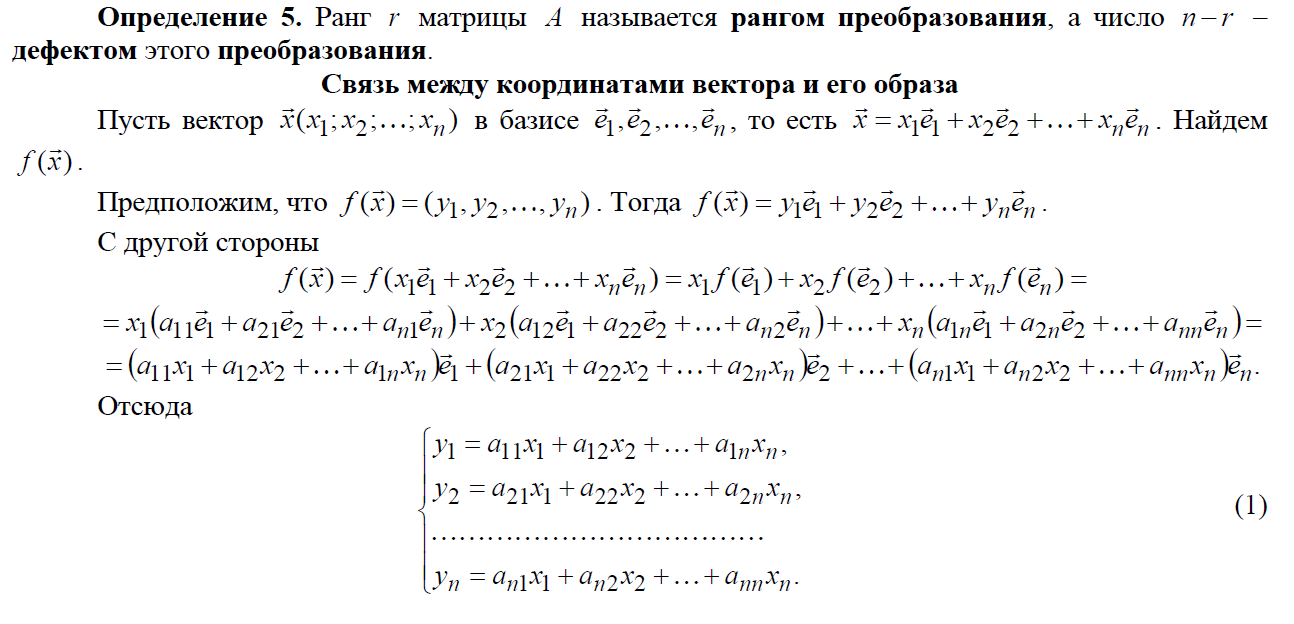 Определение 5. Ранг r матрицы A называется рангом преобразования, а число n − r –
дефектом этого преобразования.
Связь между координатами вектора и его образа
Пусть вектор x⃗(x₁; x₂; …; xₙ) в базисе e⃗₁, e⃗₂, …, e⃗ₙ, то есть x⃗ = x₁e⃗₁ + x₂e⃗₂ + … + xₙe⃗ₙ. Найдем
f(x⃗).
Предположим, что f(x⃗) = (y₁, y₂, …, yₙ). Тогда f(x⃗) = y₁e⃗₁ + y₂e⃗₂ + … + yₙe⃗ₙ.
С другой стороны
f(x⃗) = f(x₁e⃗₁ + x₂e⃗₂ + … + xₙe⃗ₙ) = x₁f(e⃗₁) + x₂f(e⃗₂) + … + xₙf(e⃗ₙ) =
= x₁(a₁₁e⃗₁ + a₂₁e⃗₂ + … + aₙ₁e⃗ₙ) + x₂(a₁₂e⃗₁ + a₂₂e⃗₂ + … + aₙ₂e⃗ₙ) + … + xₙ(a₁ₙe⃗₁ + a₂ₙe⃗₂ + … + aₙₙe⃗ₙ) =
= (a₁₁x₁ + a₁₂x₂ + … + a₁ₙxₙ)e⃗₁ + (a₂₁x₁ + a₂₂x₂ + … + a₂ₙxₙ)e⃗₂ + … + (aₙ₁x₁ + aₙ₂x₂ + … + aₙₙxₙ)e⃗ₙ.
Отсюда
y₁ = a₁₁x₁ + a₁₂x₂ + … + a₁ₙxₙ,
y₂ = a₂₁x₁ + a₂₂x₂ + … + a₂ₙxₙ,
....................................
(1)
yₙ = aₙ₁x₁ + aₙ₂x₂ + … + aₙₙxₙ.